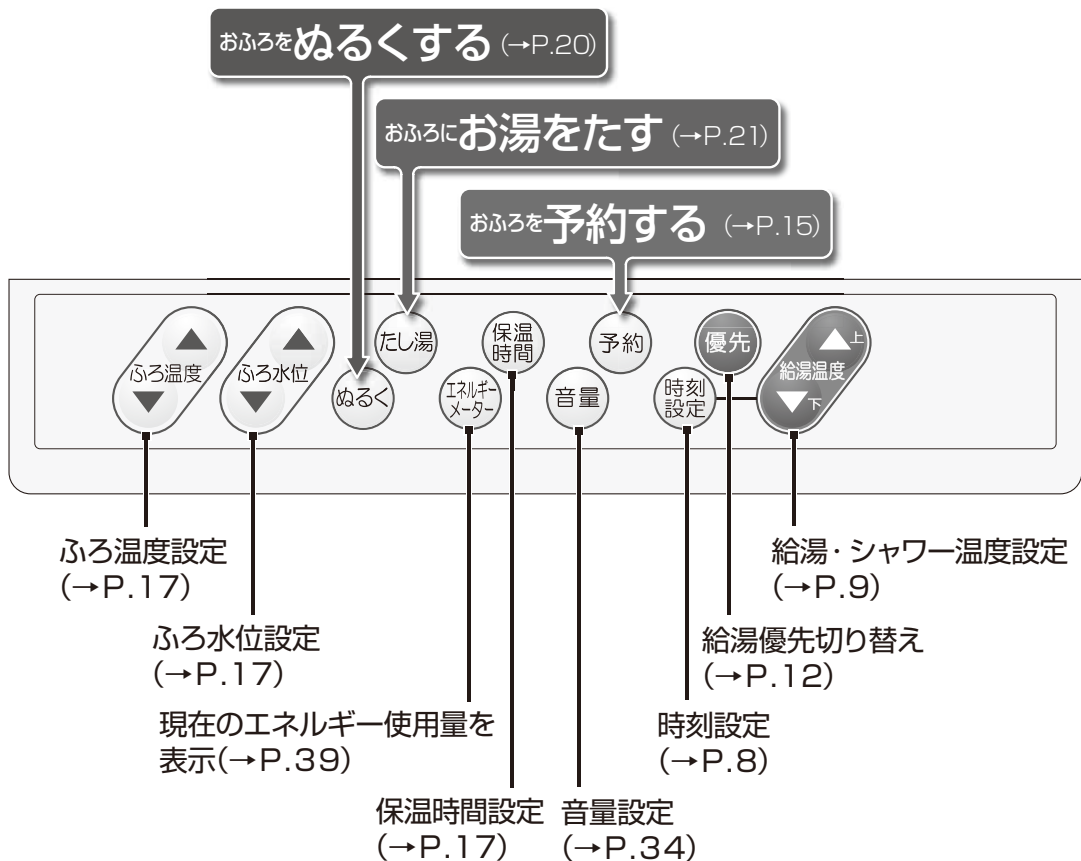 おふろをぬるくする(→P.20)
おふろにお湯をたす(→P.21)
おふろを予約する(→P.15)
ふろ温度
ふろ水位
たし湯
ぬるく
保温
時間
エネルギー
メーター
予約
音量
優先
時刻
設定
上
給湯温度
下
ふろ温度設定
(→P.17)
ふろ水位設定
(→P.17)
現在のエネルギー使用量を
表示(→P.39)
保温時間設定
(→P.17)
音量設定
(→P.34)
時刻設定
(→P.8)
給湯優先切り替え
(→P.12)
給湯・シャワー温度設定
(→P.9)